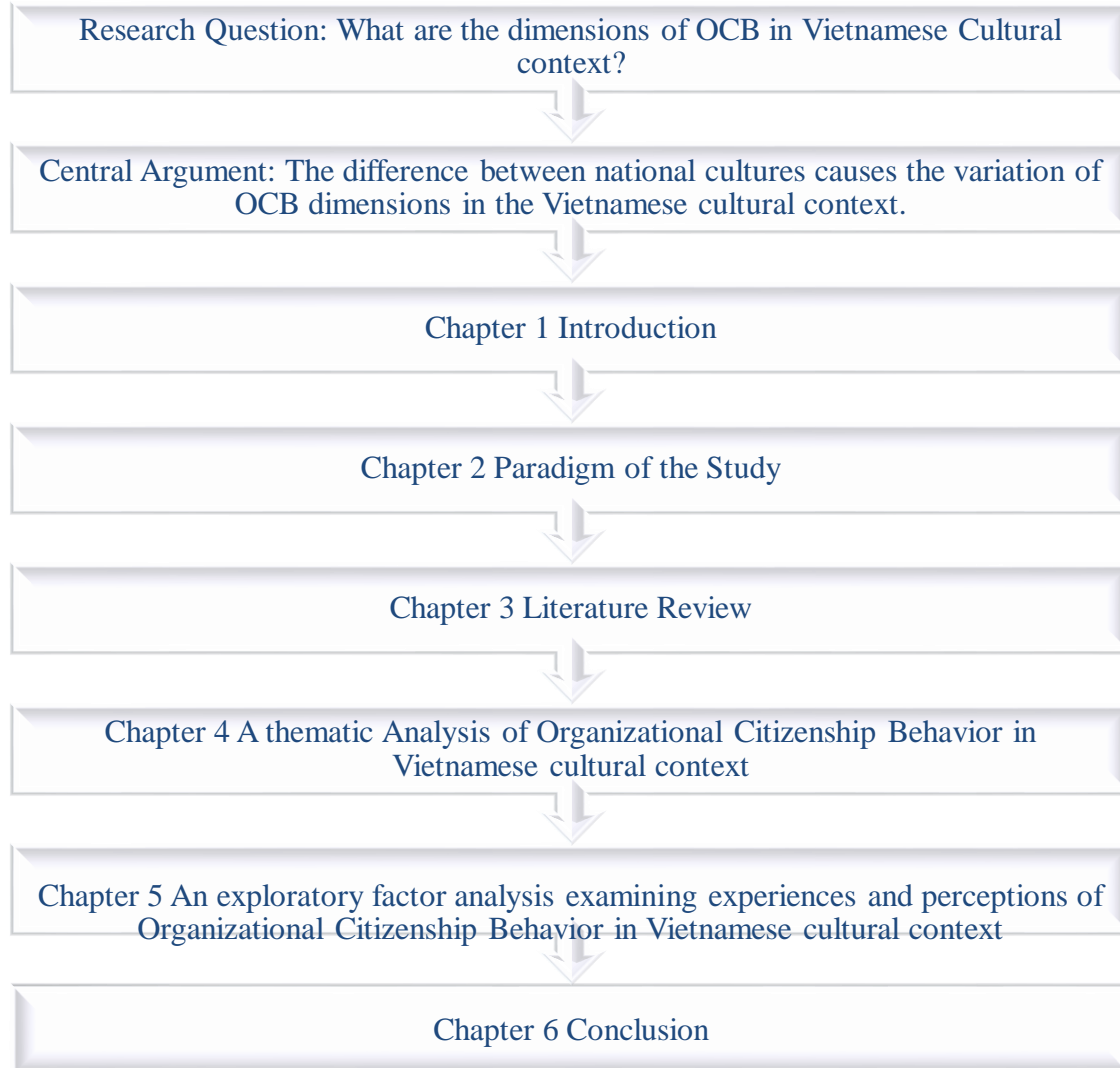 Research Question: What are the dimensions of OCB in Vietnamese Cultural
context?
Central Argument: The difference between national cultures causes the variation of
OCB dimensions in the Vietnamese cultural context.
Chapter 1 Introduction
Chapter 2 Paradigm of the Study
Chapter 3 Literature Review
Chapter 4 A thematic Analysis of Organizational Citizenship Behavior in
Vietnamese cultural context
Chapter 5 An exploratory factor analysis examining experiences and perceptions of
Organizational Citizenship Behavior in Vietnamese cultural context
Chapter 6 Conclusion